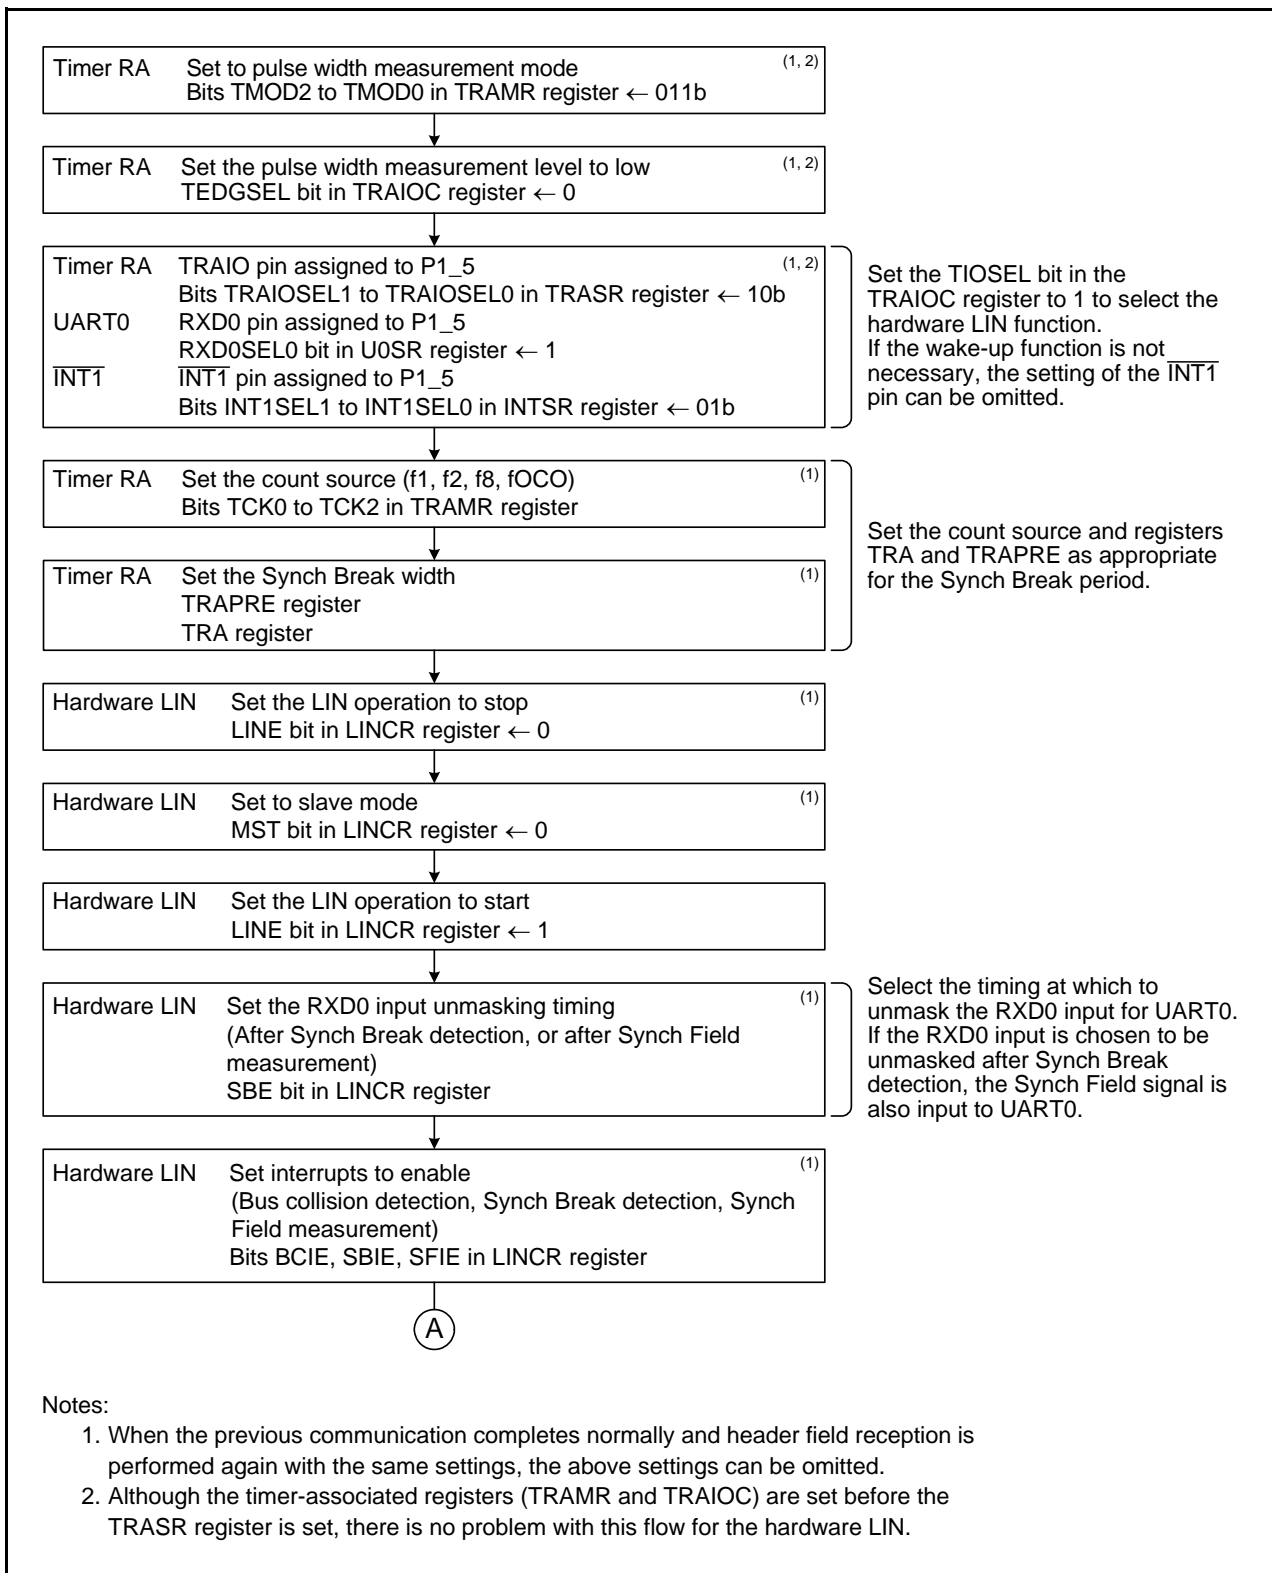 Timer RA Set to pulse width measurement mode (1, 2)
Bits TMOD2 to TMOD0 in TRAMR register ← 011b
Timer RA Set the pulse width measurement level to low (1, 2)
TEDGSEL bit in TRAIOC register ← 0
Timer RA TRAIO pin assigned to P1_5 (1, 2)
Bits TRAIOSEL1 to TRAIOSEL0 in TRASR register ← 10b
UART0 RXD0 pin assigned to P1_5
RXD0SEL0 bit in U0SR register ← 1
INT1 INT1 pin assigned to P1_5
Bits INT1SEL1 to INT1SEL0 in INTSR register ← 01b
Set the TIOSEL bit in the
TRAIOC register to 1 to select the
hardware LIN function.
If the wake-up function is not
necessary, the setting of the INT1
pin can be omitted.
Timer RA Set the count source (f1, f2, f8, fOCO) (1)
Bits TCK0 to TCK2 in TRAMR register
Timer RA Set the Synch Break width (1)
TRAPRE register
TRA register
Set the count source and registers
TRA and TRAPRE as appropriate
for the Synch Break period.
Hardware LIN Set the LIN operation to stop (1)
LINE bit in LINCR register ← 0
Hardware LIN Set to slave mode (1)
MST bit in LINCR register ← 0
Hardware LIN Set the LIN operation to start
LINE bit in LINCR register ← 1
Hardware LIN Set the RXD0 input unmasking timing (1)
(After Synch Break detection, or after Synch Field
measurement)
SBE bit in LINCR register
Select the timing at which to
unmask the RXD0 input for UART0.
If the RXD0 input is chosen to be
unmasked after Synch Break
detection, the Synch Field signal is
also input to UART0.
Hardware LIN Set interrupts to enable (1)
(Bus collision detection, Synch Break detection, Synch
Field measurement)
Bits BCIE, SBIE, SFIE in LINCR register
A
Notes:
1. When the previous communication completes normally and header field reception is
performed again with the same settings, the above settings can be omitted.
2. Although the timer-associated registers (TRAMR and TRAIOC) are set before the
TRASR register is set, there is no problem with this flow for the hardware LIN.